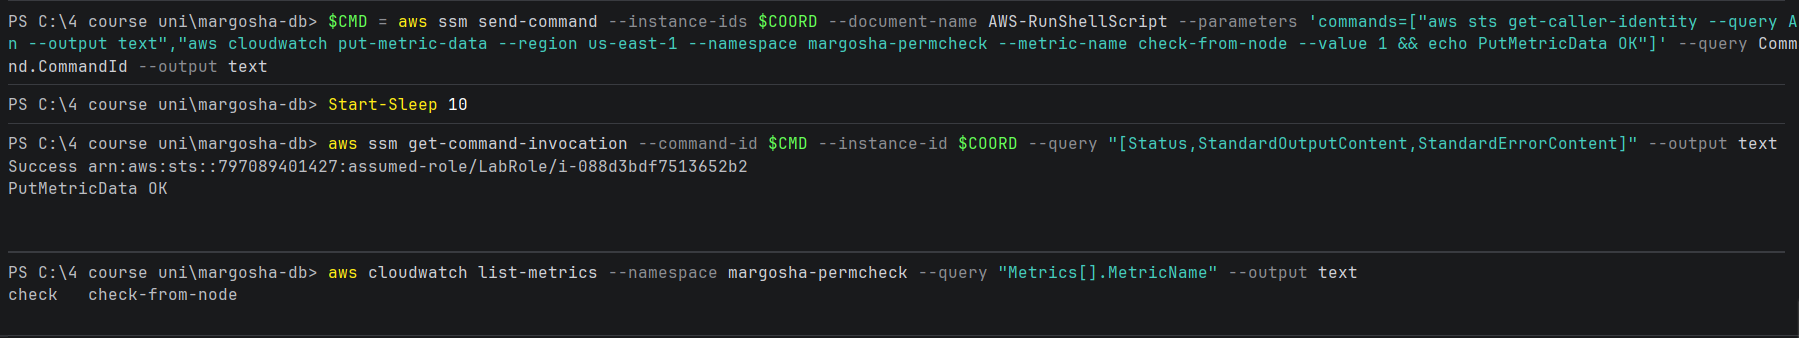 PS C:\4 course uni\margosha-db> $CMD = aws ssm send-command --instance-ids $COORD --document-name AWS-RunShellScript --parameters 'commands=["aws sts get-caller-identity --query A
n --output text","aws cloudwatch put-metric-data --region us-east-1 --namespace margosha-permcheck --metric-name check-from-node --value 1 && echo PutMetricData OK"]' --query Comm
nd.CommandId --output text
PS C:\4 course uni\margosha-db> Start-Sleep 10
PS C:\4 course uni\margosha-db> aws ssm get-command-invocation --command-id $CMD --instance-id $COORD --query "[Status,StandardOutputContent,StandardErrorContent]" --output text
Success arn:aws:sts::797089401427:assumed-role/LabRole/i-088d3bdf7513652b2
PutMetricData OK
PS C:\4 course uni\margosha-db> aws cloudwatch list-metrics --namespace margosha-permcheck --query "Metrics[].MetricName" --output text
check   check-from-node